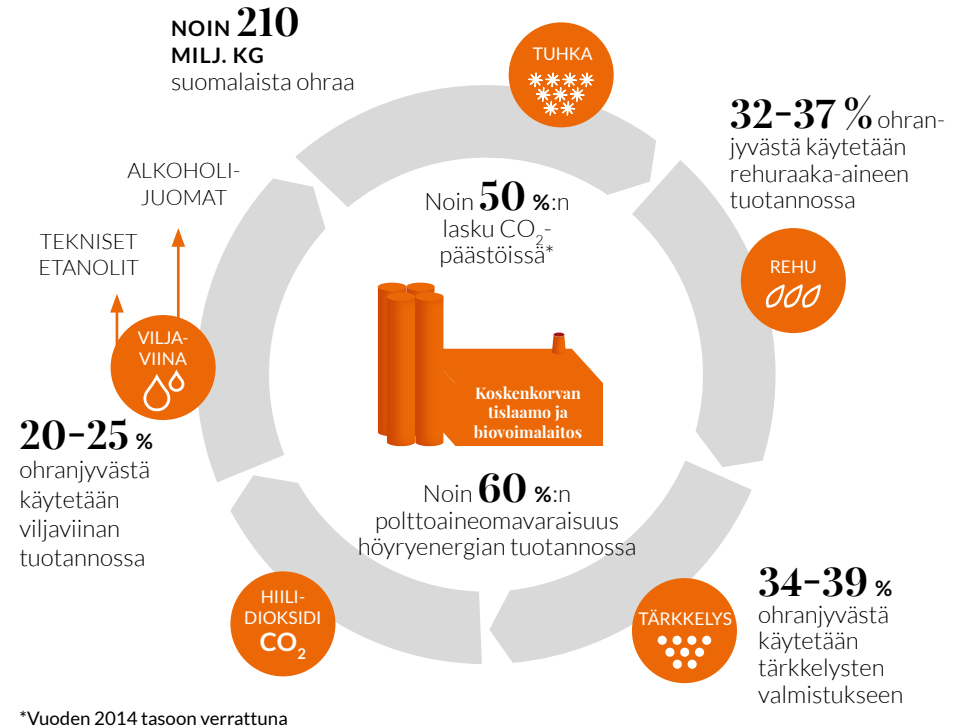 NOIN 210
MILJ. KG
suomalaista ohraa
TUHKA
32–37 % ohran-
jyvästä käytetään
rehuraaka-aineen
tuotannossa
REHU
34–39 %
ohranjyvästä
käytetään
tärkkelysten
valmistukseen
TÄRKKELYS
HIILI-
DIOKSIDI
CO2
20–25 %
ohranjyvästä
käytetään
viljaviinan
tuotannossa
VILJA-
VIINA
TEKNISET
ETANOLIT
ALKOHOLI-
JUOMAT
Noin 50 %:n
lasku CO2-
päästöissä*
Koskenkorvan
tislaamo ja
biovoimalaitos
Noin 60 %:n
polttoaineomavaraisuus
höyryenergian tuotannossa
*Vuoden 2014 tasoon verrattuna